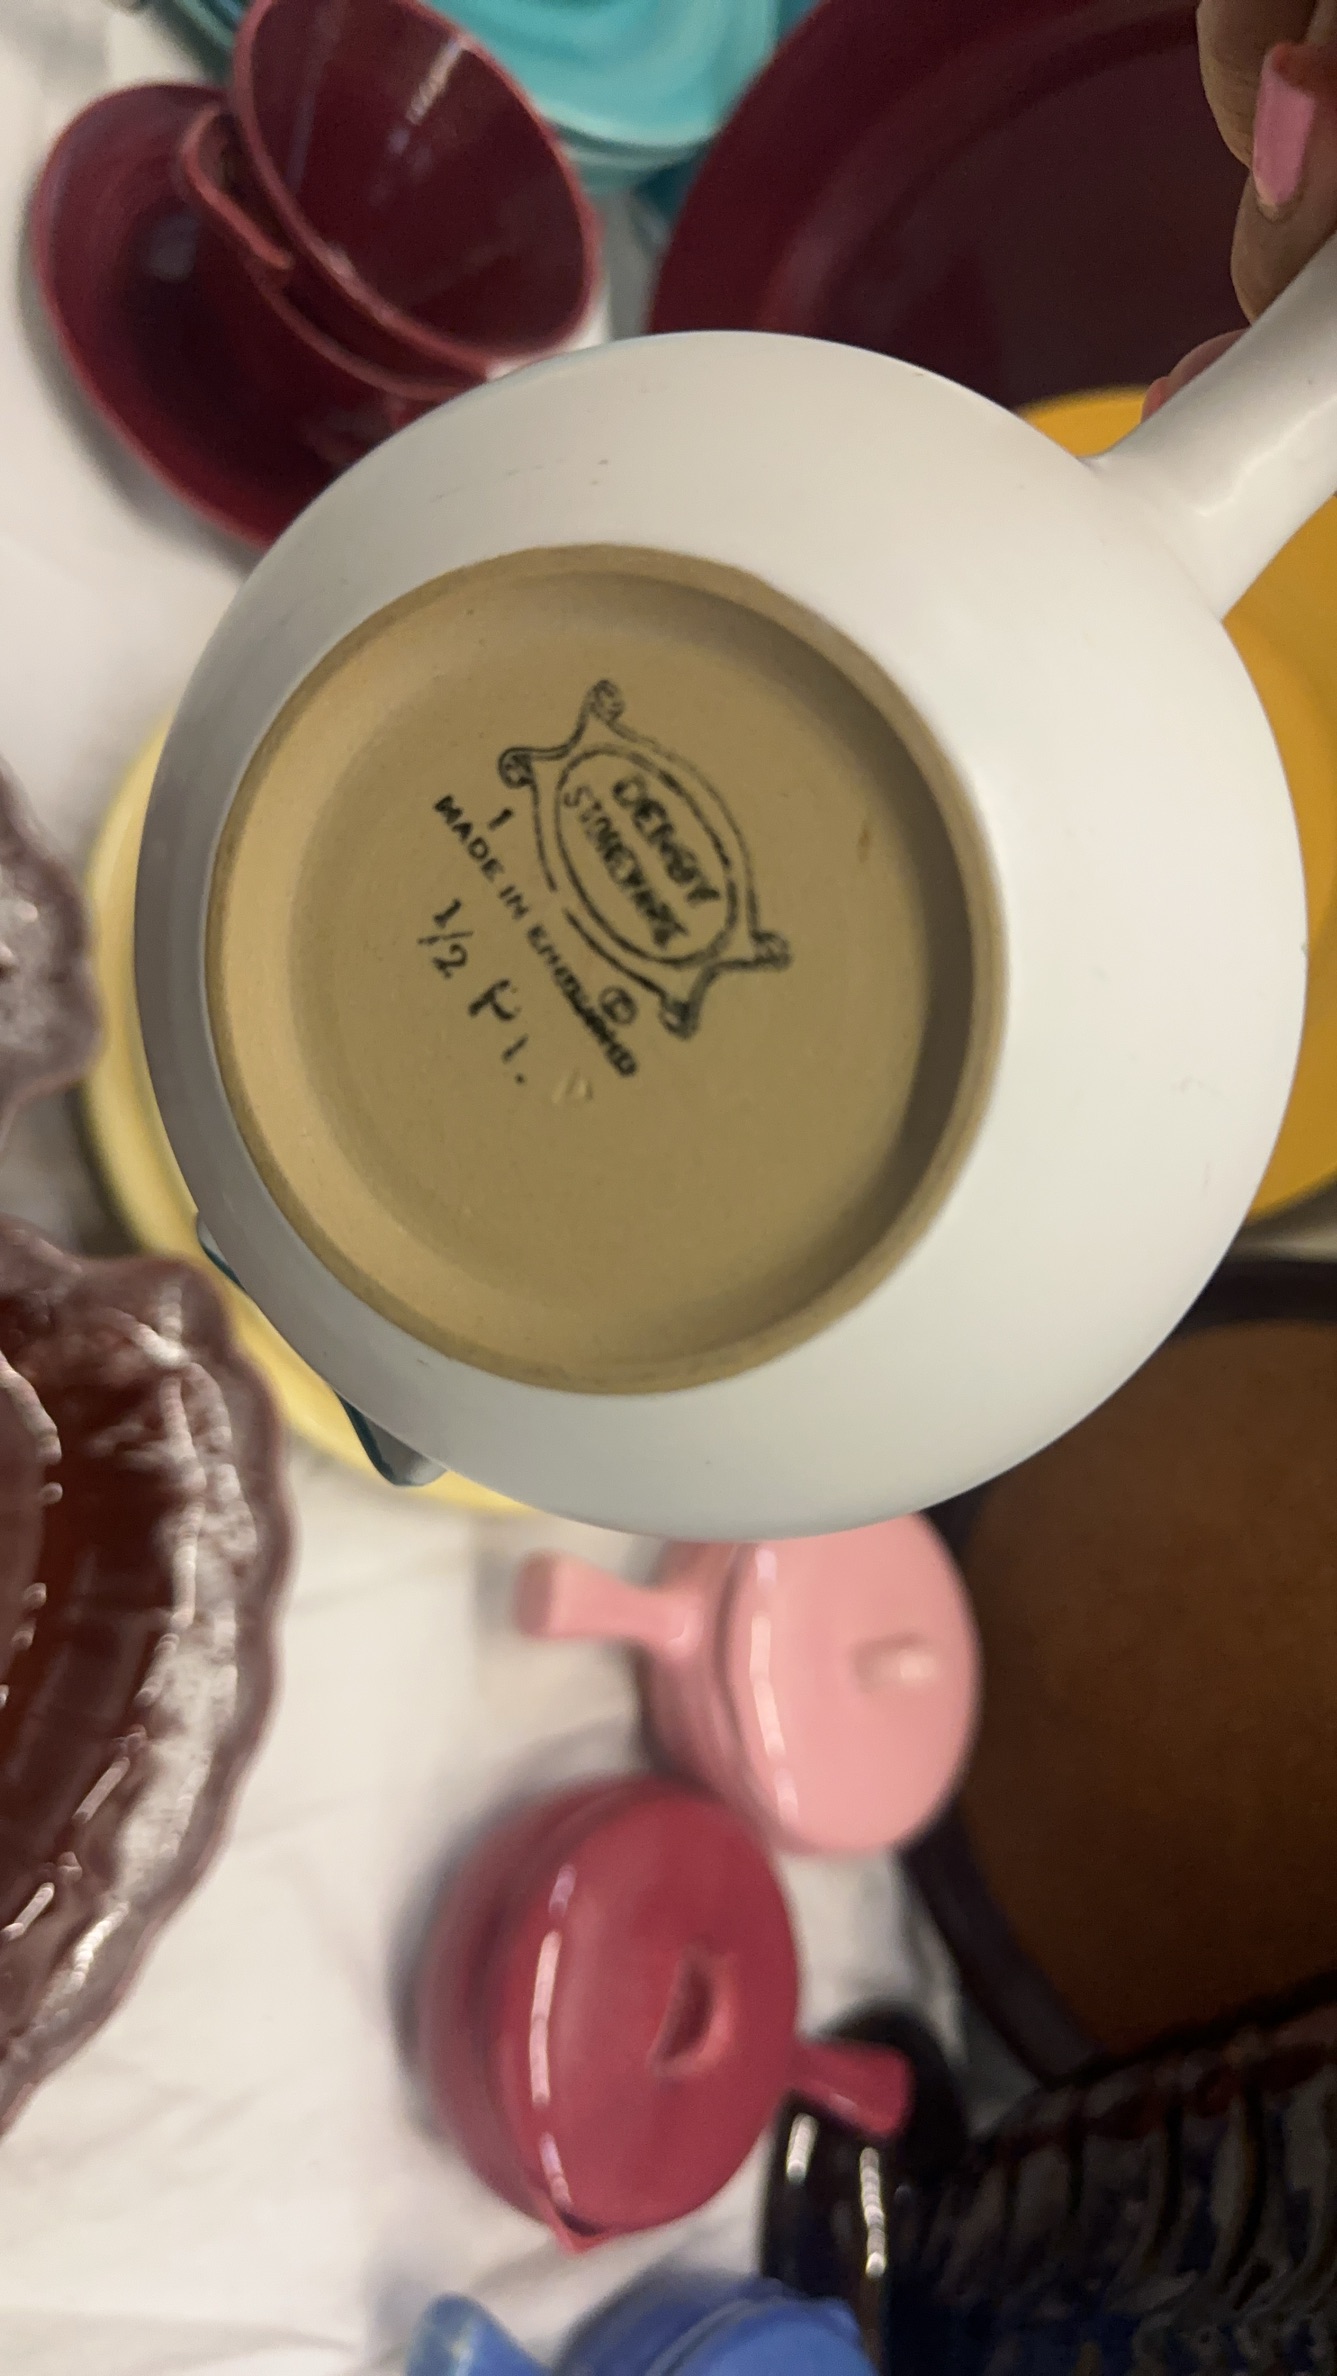 DENBY
STONEWARE
1
MADE IN ENGLAND
1/2 Pt.